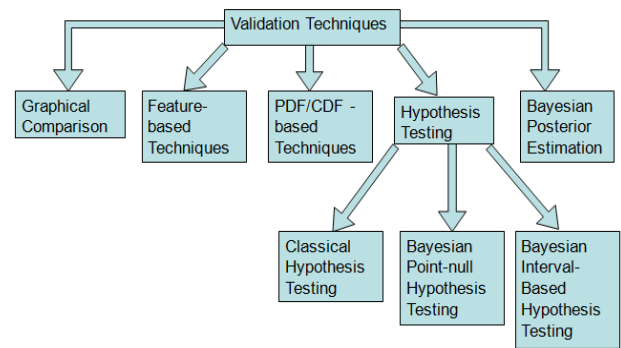 Validation Techniques
Graphical
Comparison
Feature-
based
Techniques
PDF/CDF -
based
Techniques
Hypothesis
Testing
Bayesian
Posterior
Estimation
Classical
Hypothesis
Testing
Bayesian
Point-null
Hypothesis
Testing
Bayesian
Interval-
Based
Hypothesis
Testing